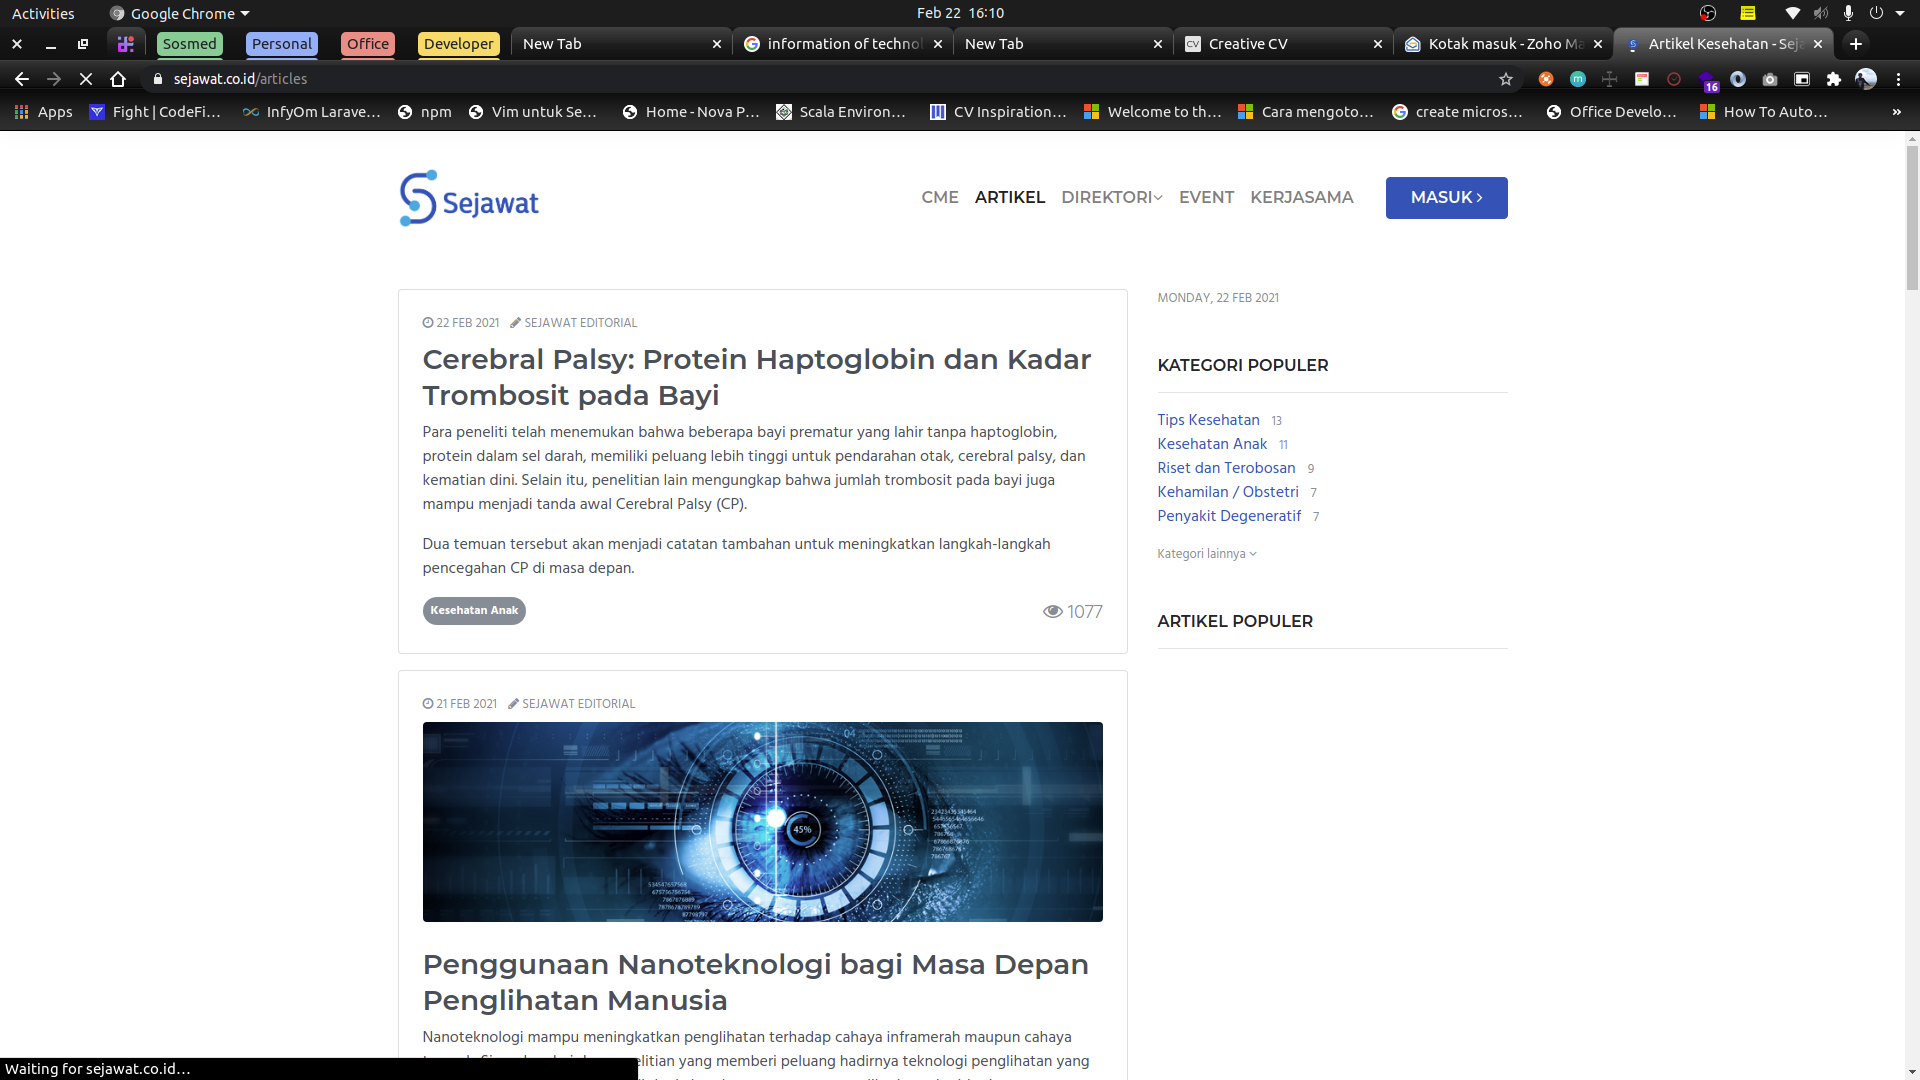 Activities
Google Chrome
Feb 22 16:10
Sosmed
Personal
Office
Developer
New Tab
information of technol
New Tab
Creative CV
Kotak masuk - Zoho Ma
Artikel Kesehatan - Seja
sejawat.co.id/articles
16
Apps
Fight | CodeFi...
InfyOm Larave...
npm
Vim untuk Se...
Home - Nova P...
Scala Environ...
CV Inspiration...
Welcome to th...
Cara mengoto...
create micros...
Office Develo...
How To Auto...
Sejawat
CME
ARTIKEL
DIREKTORI
EVENT
KERJASAMA
MASUK
22 FEB 2021 SEJAWAT EDITORIAL
Cerebral Palsy: Protein Haptoglobin dan Kadar
Trombosit pada Bayi
Para peneliti telah menemukan bahwa beberapa bayi prematur yang lahir tanpa haptoglobin,
protein dalam sel darah, memiliki peluang lebih tinggi untuk pendarahan otak, cerebral palsy, dan
kematian dini. Selain itu, penelitian lain mengungkap bahwa jumlah trombosit pada bayi juga
mampu menjadi tanda awal Cerebral Palsy (CP).
Dua temuan tersebut akan menjadi catatan tambahan untuk meningkatkan langkah-langkah
pencegahan CP di masa depan.
Kesehatan Anak
1077
MONDAY, 22 FEB 2021
KATEGORI POPULER
Tips Kesehatan 13
Kesehatan Anak 11
Riset dan Terobosan 9
Kehamilan / Obstetri 7
Penyakit Degeneratif 7
Kategori lainnya
ARTIKEL POPULER
21 FEB 2021 SEJAWAT EDITORIAL
04
45%
Penggunaan Nanoteknologi bagi Masa Depan
Penglihatan Manusia
Nanoteknologi mampu meningkatkan penglihatan terhadap cahaya inframerah maupun cahaya
elitian yang memberi peluang hadirnya teknologi penglihatan yang
Waiting for sejawat.co.id...